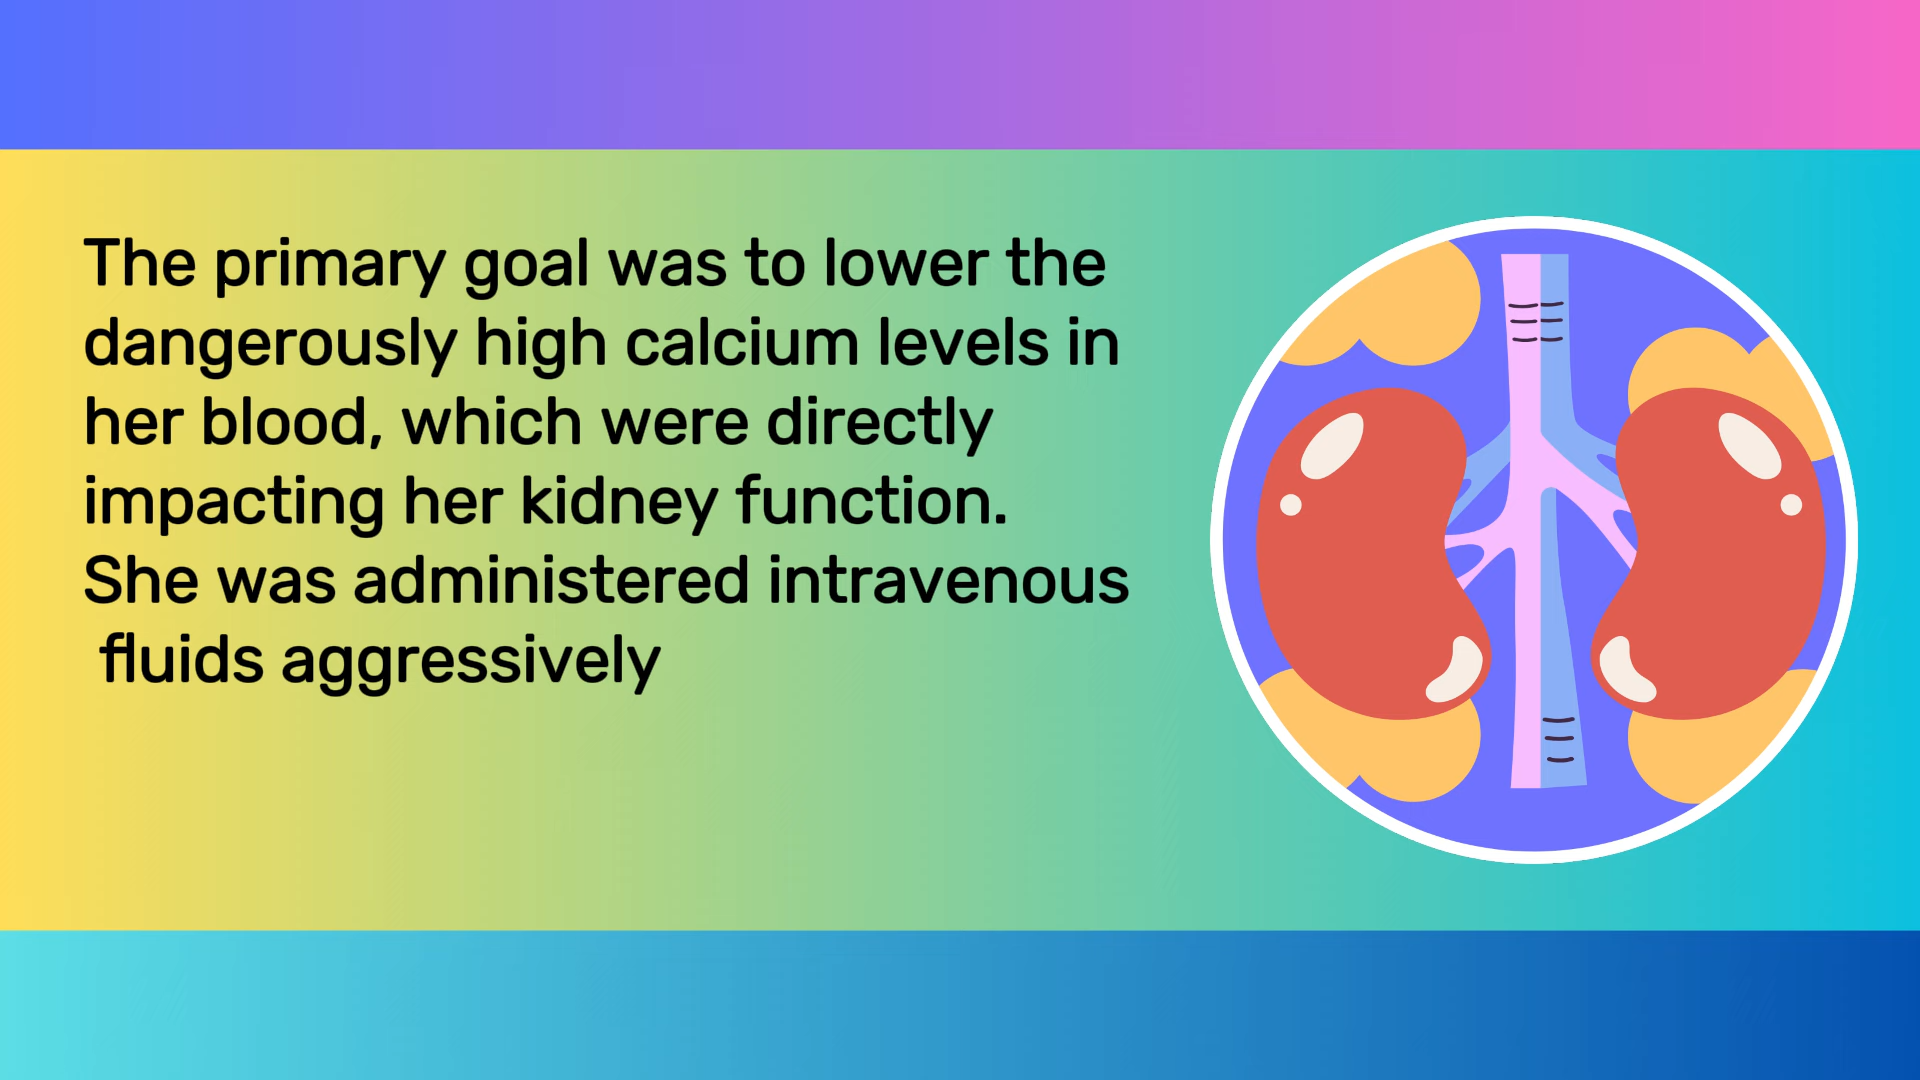 The primary goal was to lower the
dangerously high calcium levels in
her blood, which were directly
impacting her kidney function.
She was administered intravenous
fluids aggressively